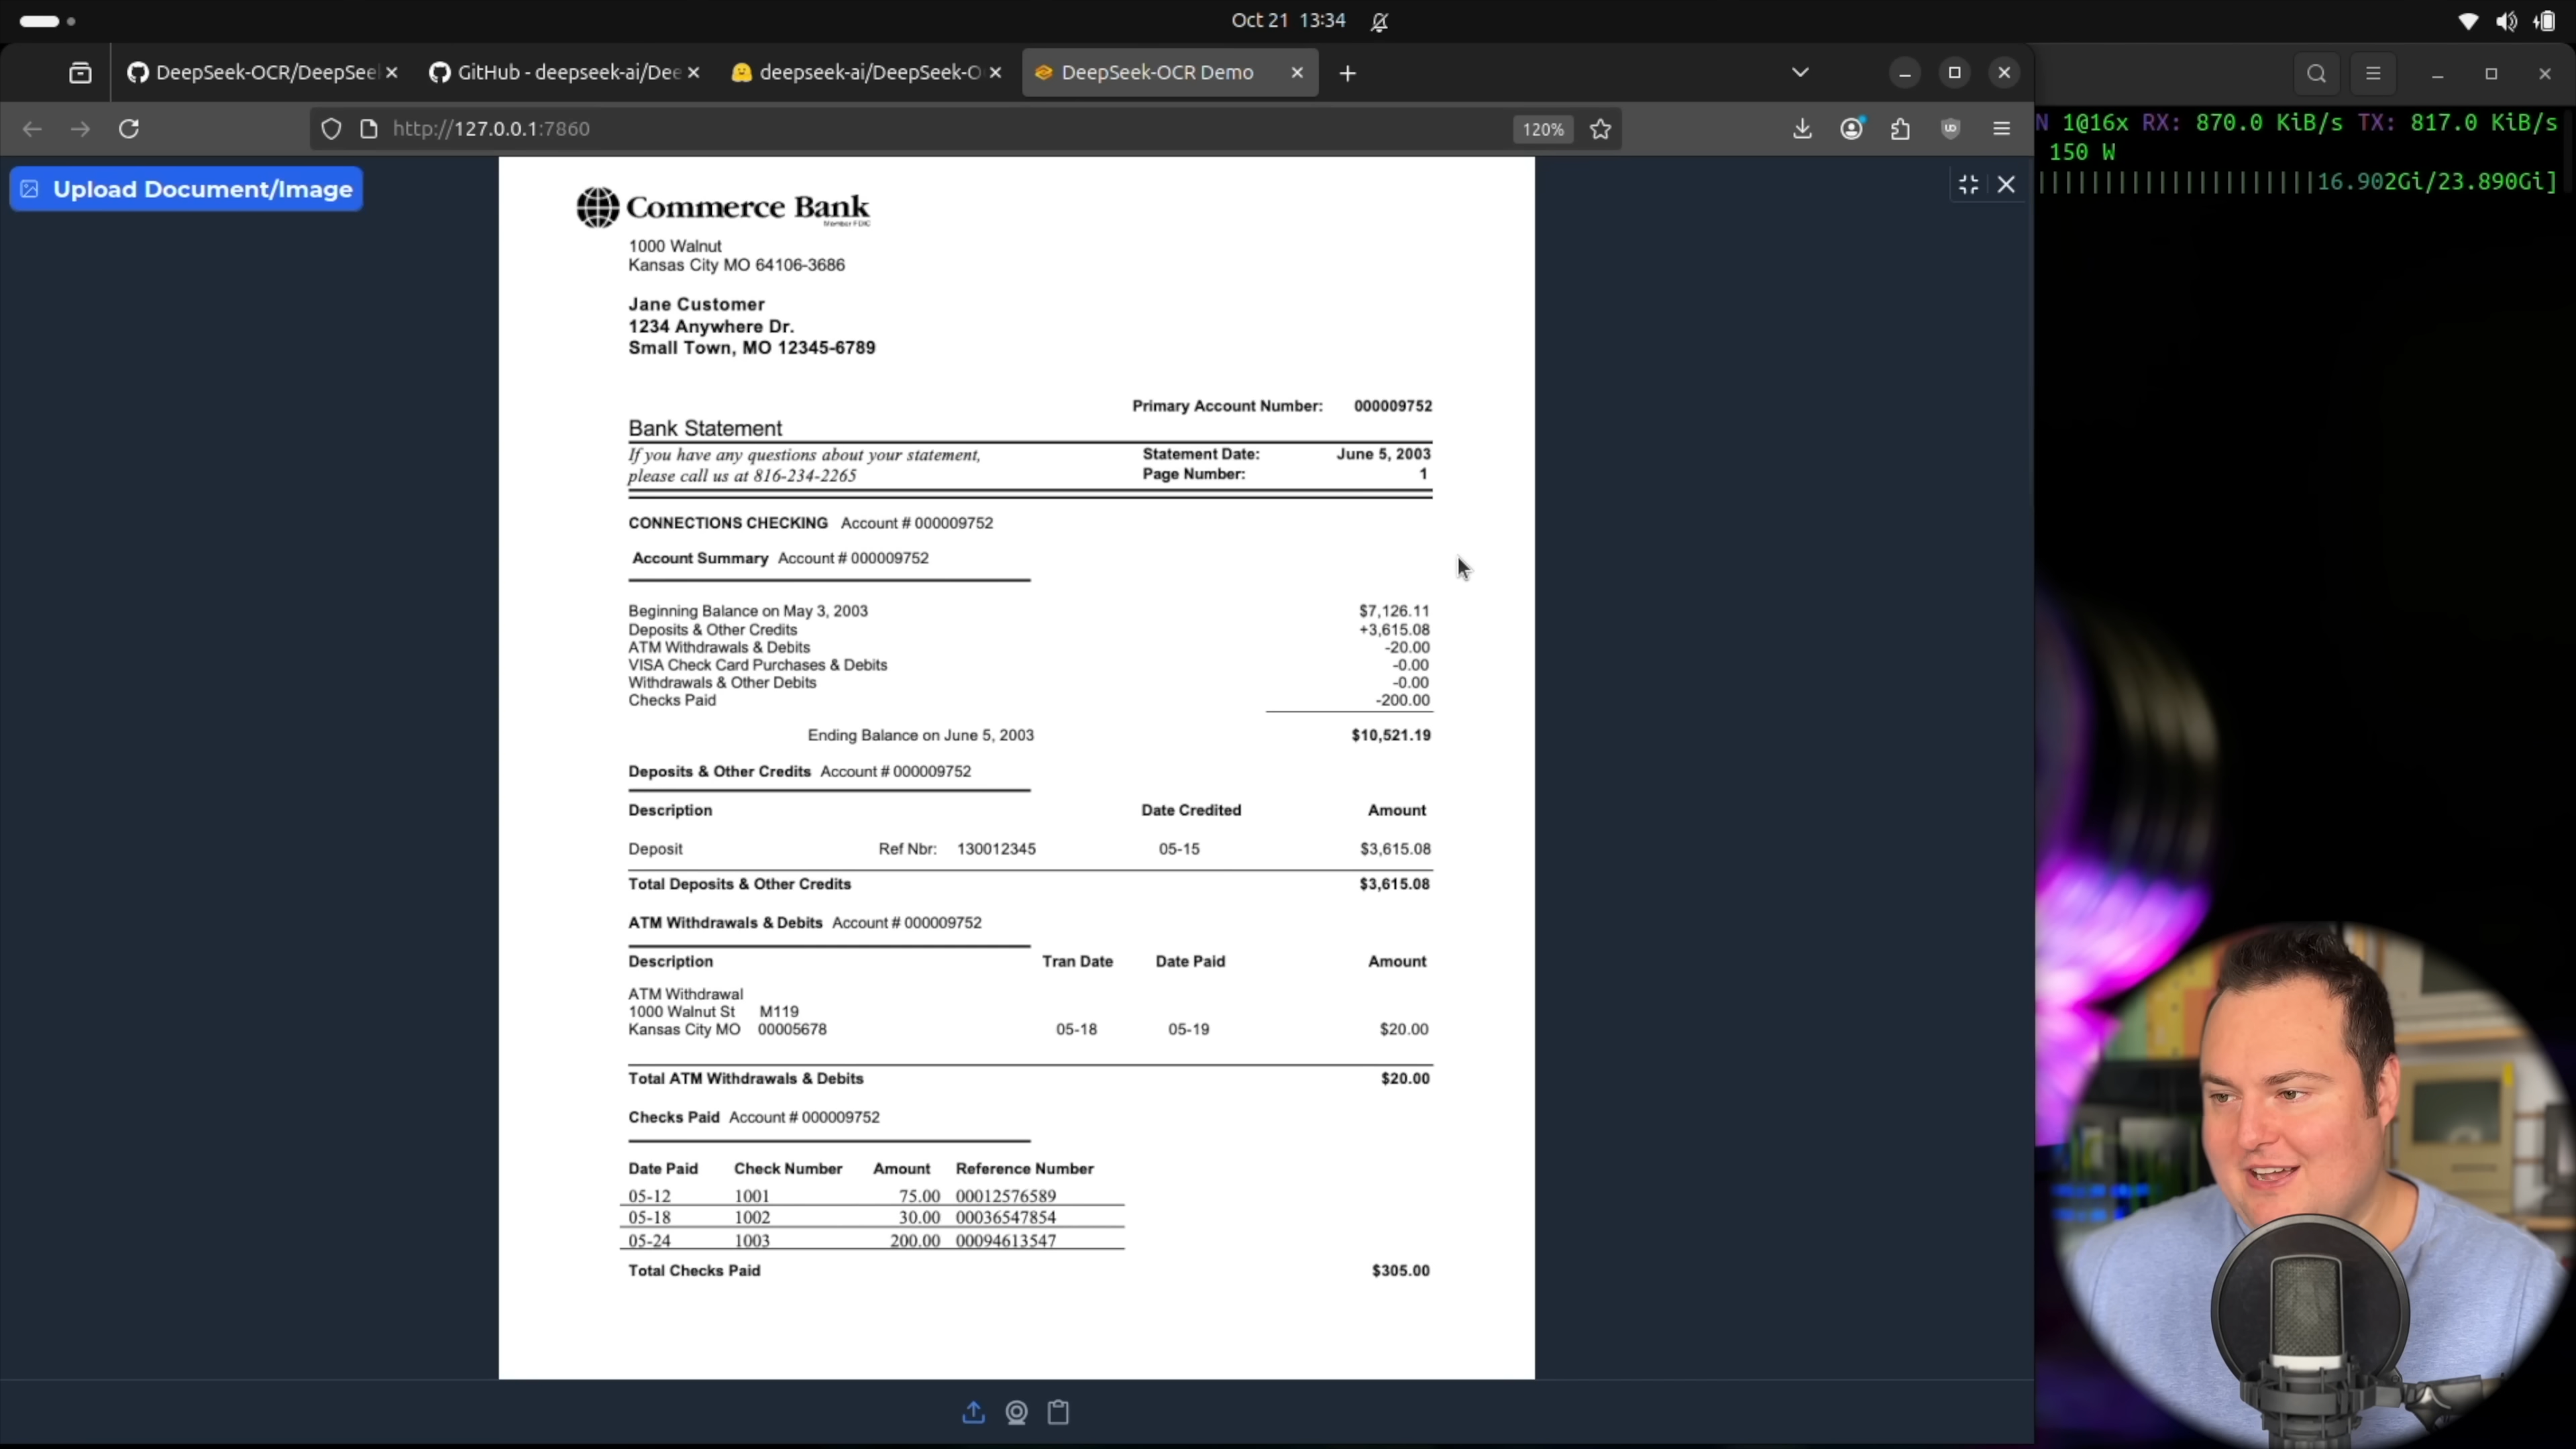 Oct 21 13:34
DeepSeek-OCR/DeepSeel
GitHub - deepseek-ai/Dee
deepseek-ai/DeepSeek-O
DeepSeek-OCR Demo
http://127.0.0.1:7860
120%
N 1@16x RX: 870.0 KiB/s TX: 817.0 KiB/s
150 W
||||||||||||||||||||16.902Gi/23.890Gi]
Upload Document/Image
Commerce Bank
Member FDIC
1000 Walnut
Kansas City MO 64106-3686
Jane Customer
1234 Anywhere Dr.
Small Town, MO 12345-6789
Primary Account Number: 000009752
Bank Statement
If you have any questions about your statement,
please call us at 816-234-2265
Statement Date: June 5, 2003
Page Number: 1
CONNECTIONS CHECKING Account # 000009752
Account Summary Account # 000009752
Beginning Balance on May 3, 2003 $7,126.11
Deposits & Other Credits +3,615.08
ATM Withdrawals & Debits -20.00
VISA Check Card Purchases & Debits -0.00
Withdrawals & Other Debits -0.00
Checks Paid -200.00
Ending Balance on June 5, 2003 $10,521.19
Deposits & Other Credits Account # 000009752
Description Date Credited Amount
Deposit Ref Nbr: 130012345 05-15 $3,615.08
Total Deposits & Other Credits $3,615.08
ATM Withdrawals & Debits Account # 000009752
Description Tran Date Date Paid Amount
ATM Withdrawal
1000 Walnut St M119
Kansas City MO 00005678 05-18 05-19 $20.00
Total ATM Withdrawals & Debits $20.00
Checks Paid Account # 000009752
Date Paid Check Number Amount Reference Number
05-12 1001 75.00 00012576589
05-18 1002 30.00 00036547854
05-24 1003 200.00 00094613547
Total Checks Paid $305.00